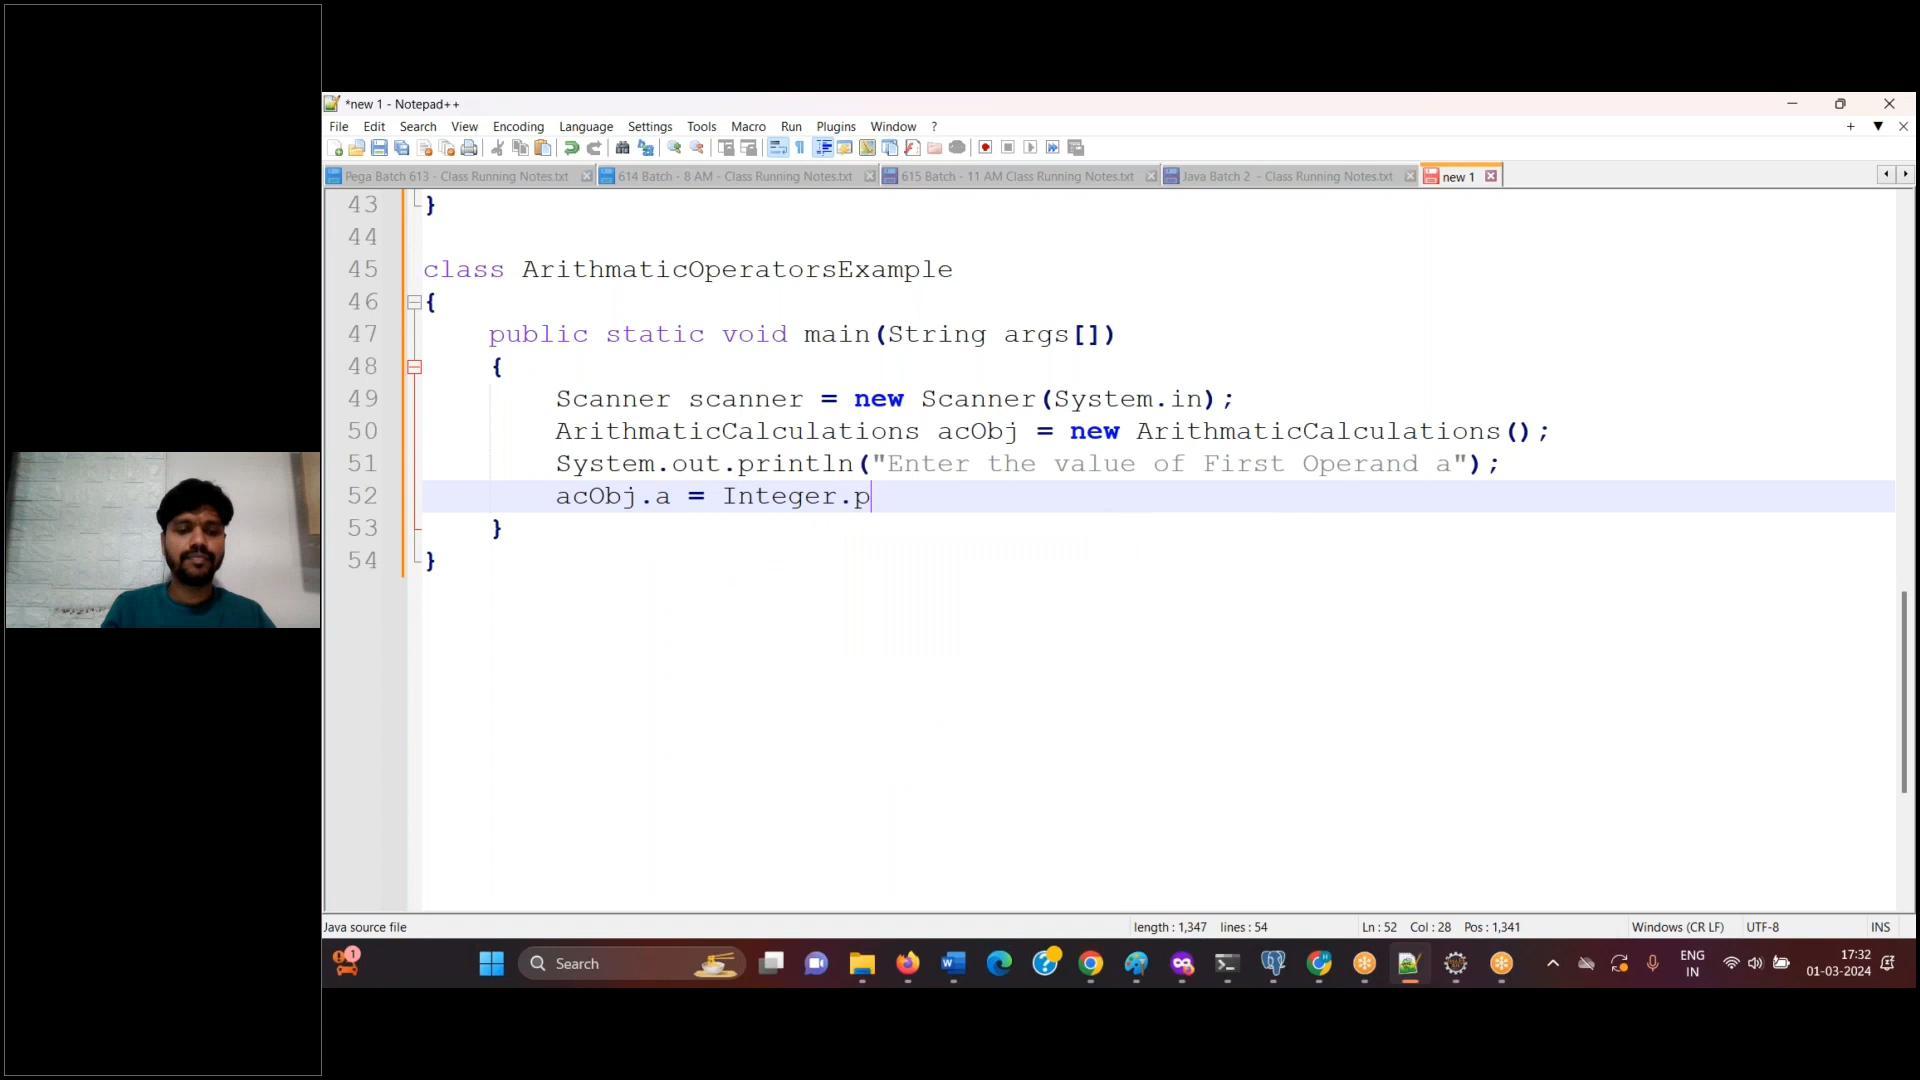 *new 1 - Notepad++
File Edit Search View Encoding Language Settings Tools Macro Run Plugins Window ?
Pega Batch 613 - Class Running Notes.txt 614 Batch - 8 AM - Class Running Notes.txt 615 Batch - 11 AM Class Running Notes.txt Java Batch 2 - Class Running Notes.txt new 1
43 }
44
45 class ArithmaticOperatorsExample
46 {
47 public static void main(String args[])
48 {
49 Scanner scanner = new Scanner(System.in);
50 ArithmaticCalculations acObj = new ArithmaticCalculations();
51 System.out.println("Enter the value of First Operand a");
52 acObj.a = Integer.p
53 }
54 }
Java source file length : 1,347 lines : 54 Ln : 52 Col : 28 Pos : 1,341 Windows (CR LF) UTF-8 INS
1 Search ENG IN 17:32 01-03-2024